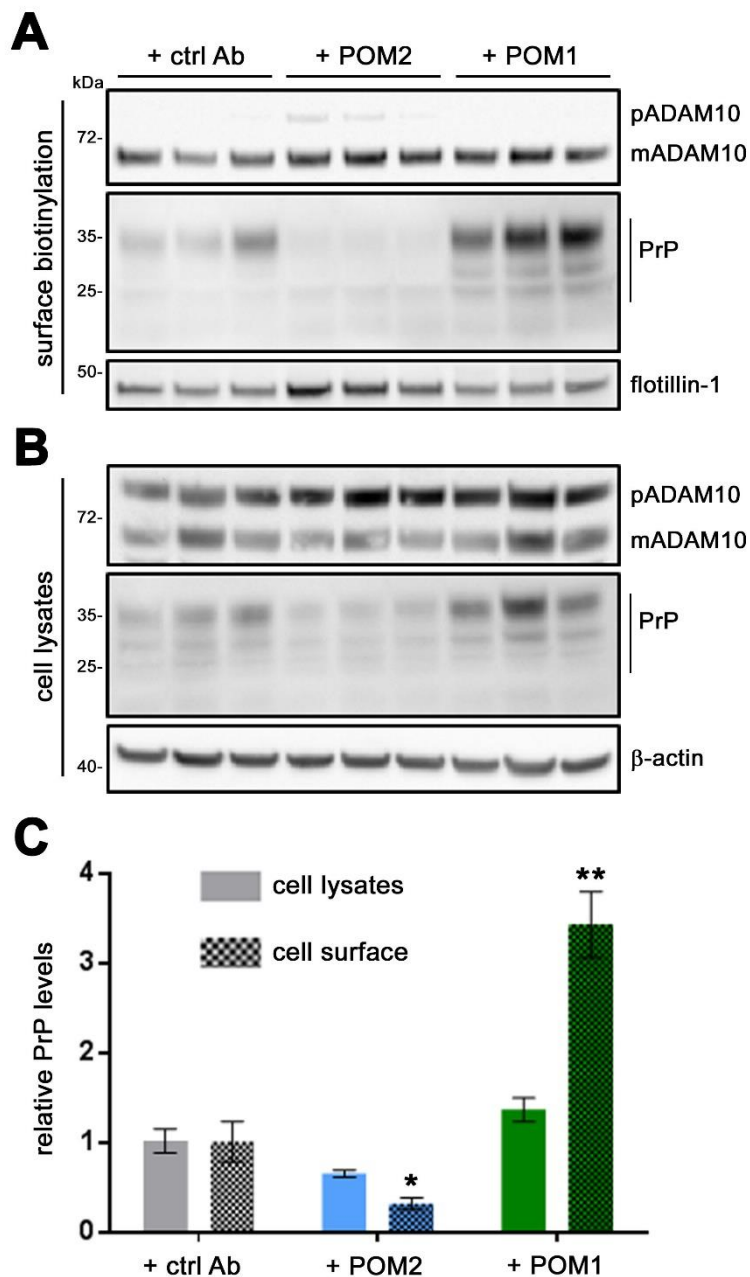 A
+ ctrl Ab + POM2 + POM1
kDa
surface biotinylation
72-
pADAM10
mADAM10
35-
25-
PrP
50-
flotillin-1
B
cell lysates
72-
pADAM10
mADAM10
35-
25-
PrP
40-
β-actin
C
relative PrP levels
4
3
2
1
0
cell lysates
cell surface
*
**
+ ctrl Ab + POM2 + POM1